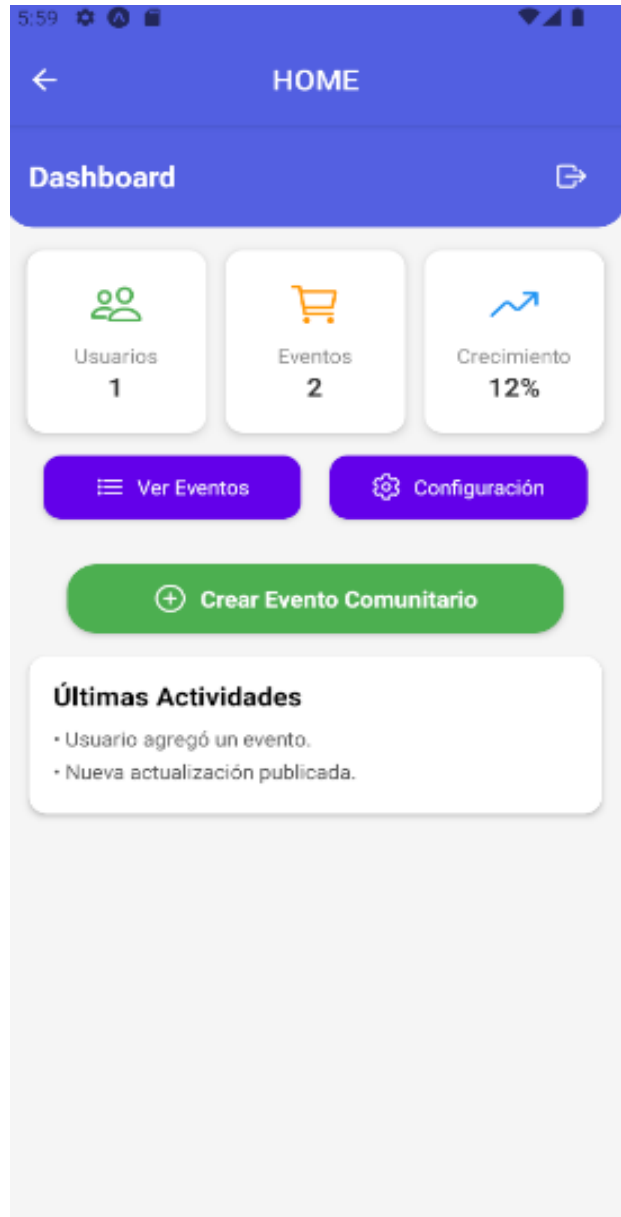 5:59
HOME
Dashboard
Usuarios Eventos Crecimiento
1 2 12%
Ver Eventos Configuración
Crear Evento Comunitario
Últimas Actividades
• Usuario agregó un evento.
• Nueva actualización publicada.